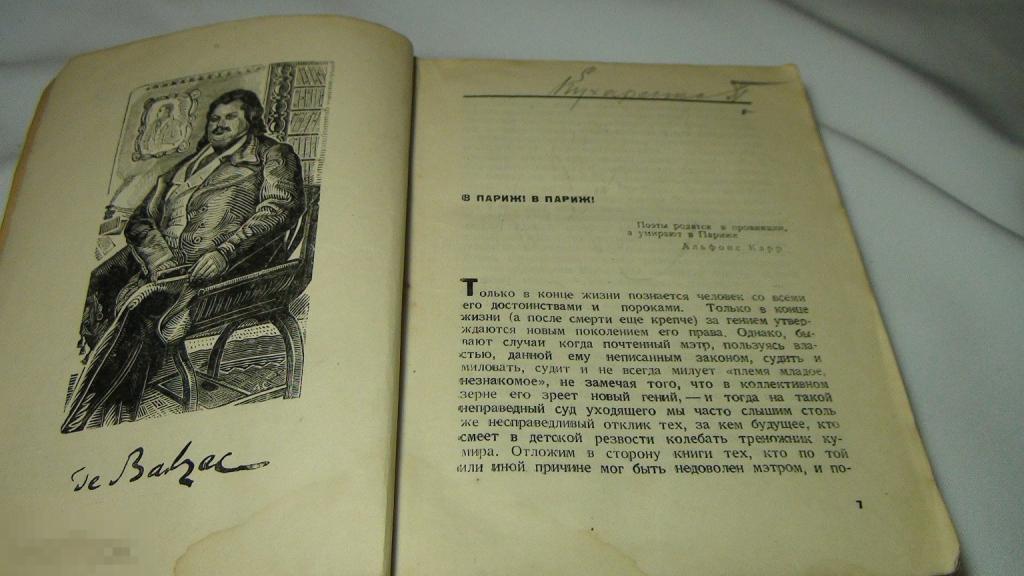 de Balzac
В ПАРИЖ! В ПАРИЖ!
Поэты родятся в провинции,
а умирают в Париже
Альфонс Карр
Только в конце жизни познается человек со всеми
его достоинствами и пороками. Только в конце
жизни (а после смерти еще крепче) за гением утвер-
ждаются новым поколением его права. Однако, бы-
вают случаи когда почтенный мэтр, пользуясь вла-
стью, данной ему неписанным законом, судить и
миловать, судит и не всегда милует «племя младое,
незнакомое», не замечая того, что в коллективном
зерне его зреет новый гений, — и тогда на такой
неправедный суд уходящего мы часто слышим столь
же несправедливый отклик тех, за кем будущее, кто
смеет в детской резвости колебать треножник ку-
мира. Отложим в сторону книги тех, кто по той
или иной причине мог быть недоволен мэтром, и по-
7